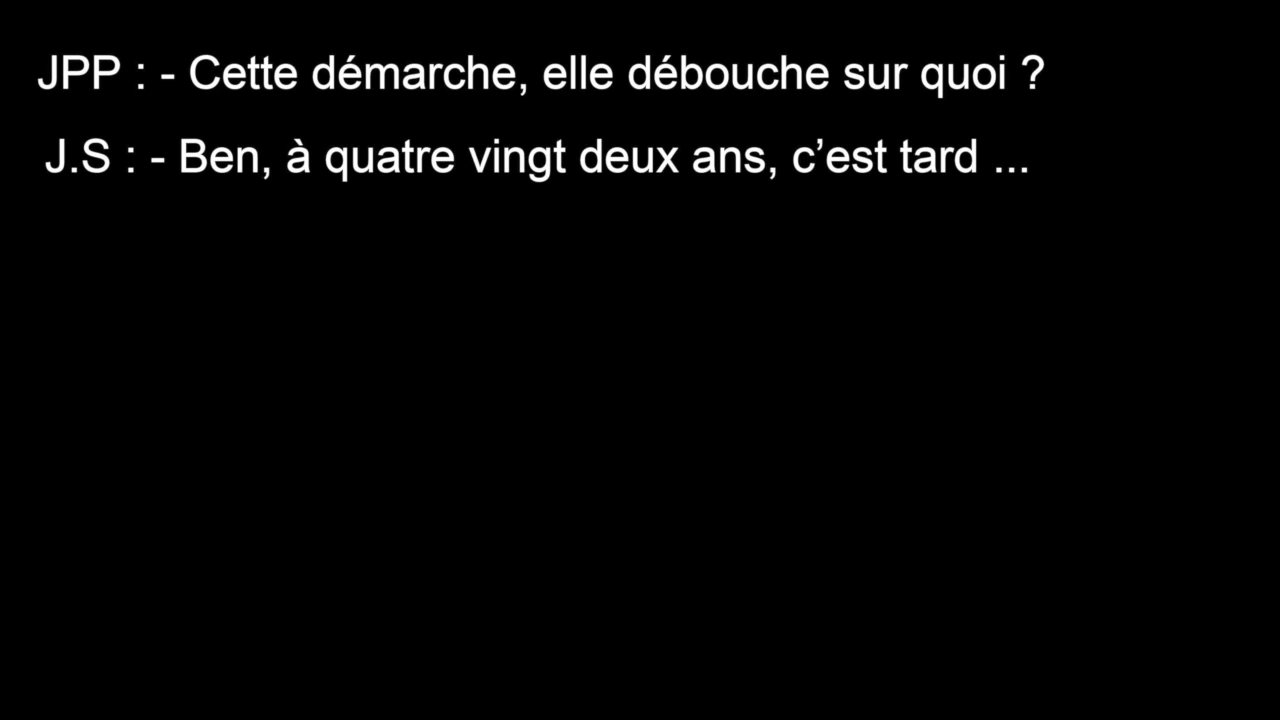 JPP : - Cette démarche, elle débouche sur quoi ?
J.S : - Ben, à quatre vingt deux ans, c’est tard ...